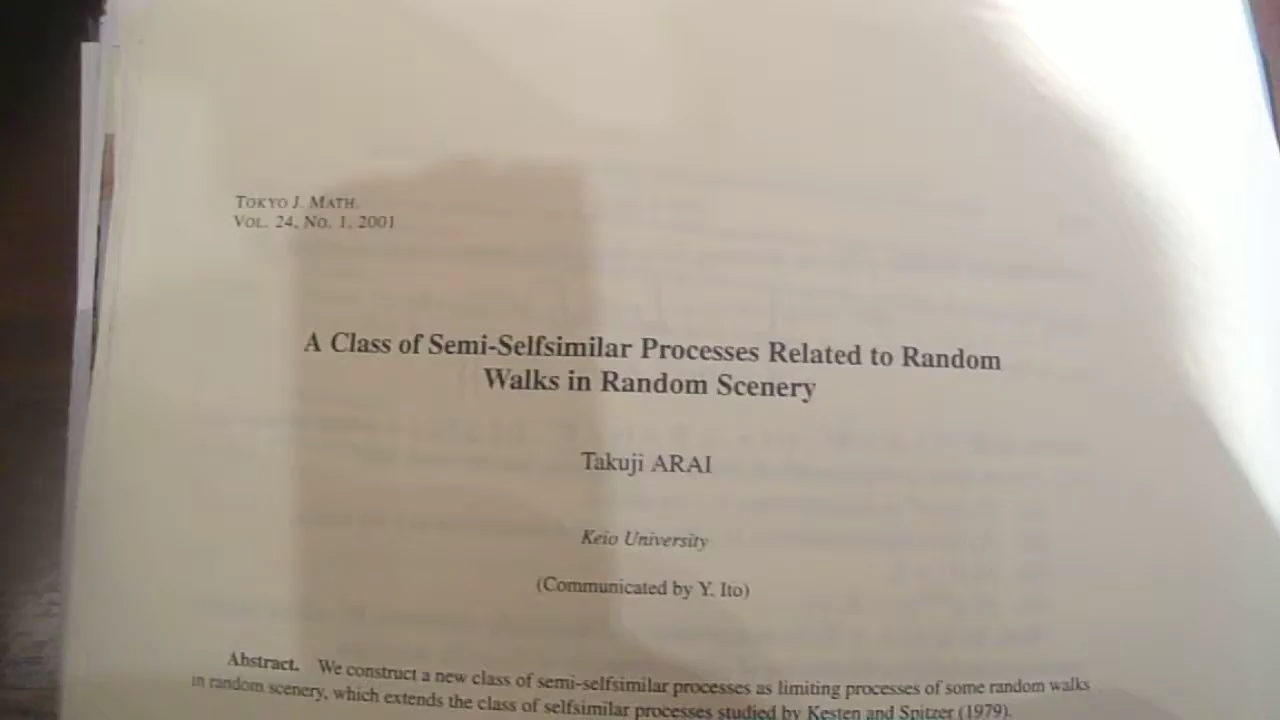 TOKYO J. MATH.
VOL. 24, NO. 1, 2001
A Class of Semi-Selfsimilar Processes Related to Random
Walks in Random Scenery
Takuji ARAI
Keio University
(Communicated by Y. Ito)
Abstract. We construct a new class of semi-selfsimilar processes as limiting processes of some random walks
in random scenery, which extends the class of selfsimilar processes studied by Kesten and Spitzer (1979).